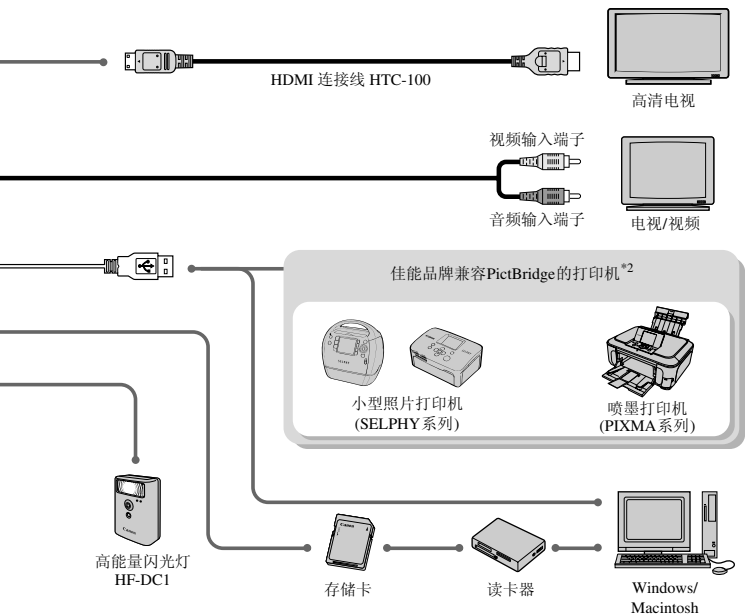 HDMI 连接线 HTC-100
高清电视
视频输入端子
音频输入端子
电视/视频
佳能品牌兼容PictBridge的打印机*2
小型照片打印机
(SELPHY系列)
喷墨打印机
(PIXMA系列)
Canon
高能量闪光灯
HF-DC1
Canon
存储卡
读卡器
Windows/
Macintosh